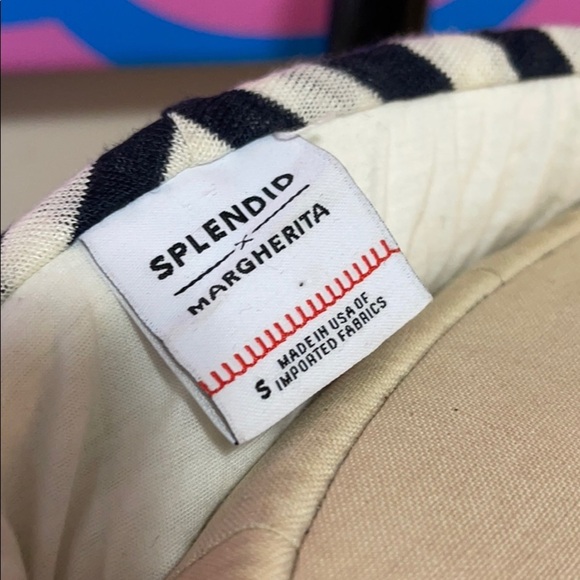 SPLENDID
X
MARGHERITA
S MADE IN USA OF
IMPORTED FABRICS